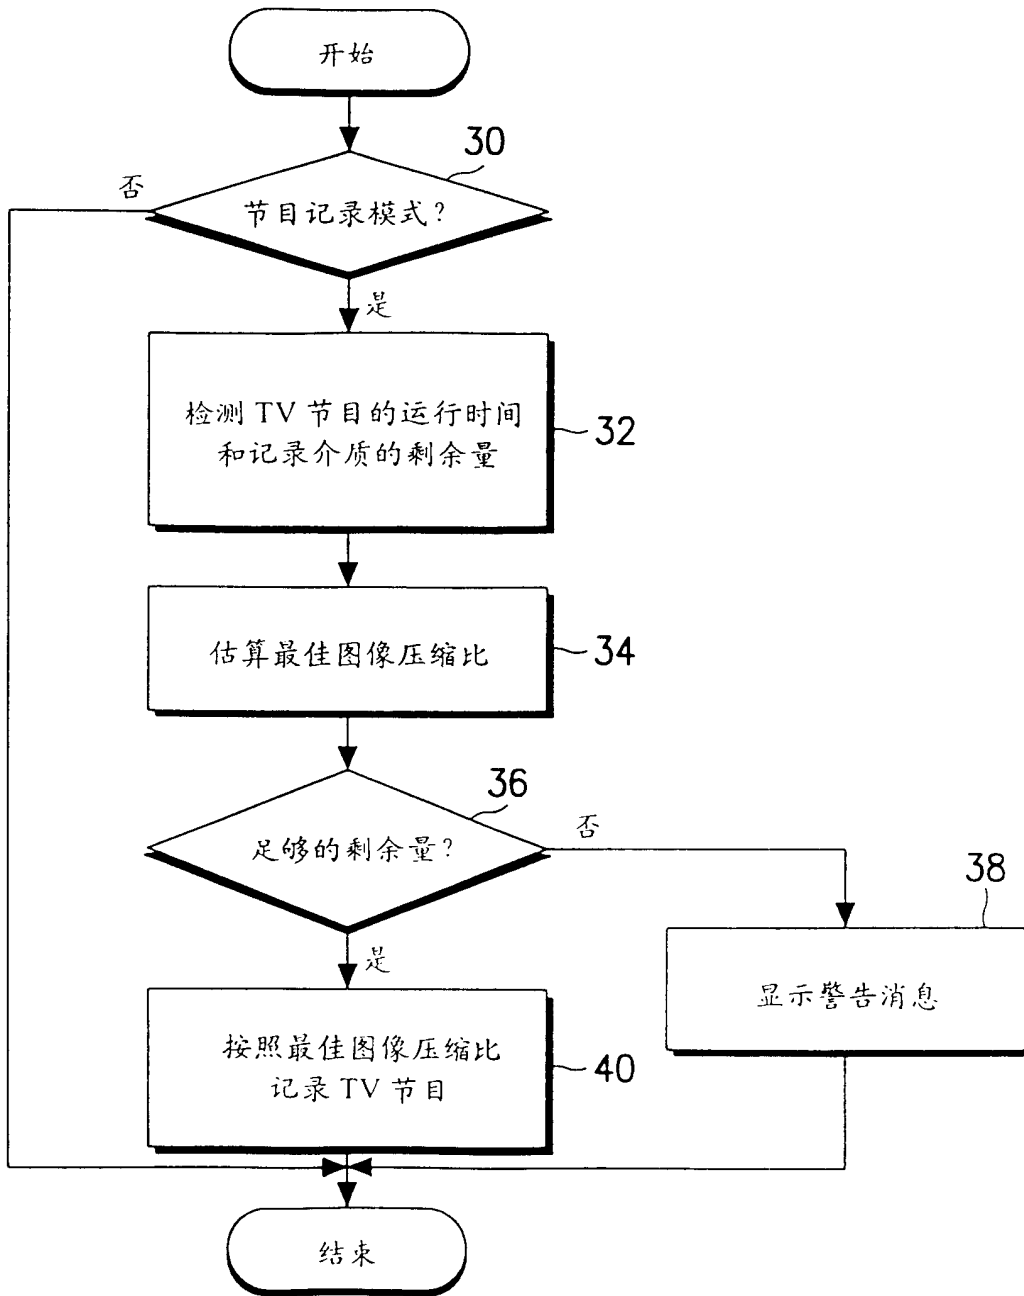 开始
30
否
节目记录模式?
是
检测 TV 节目的运行时间
和记录介质的剩余量
32
估算最佳图像压缩比
34
36
足够的剩余量?
否
38
是
显示警告消息
按照最佳图像压缩比
记录 TV 节目
40
结束